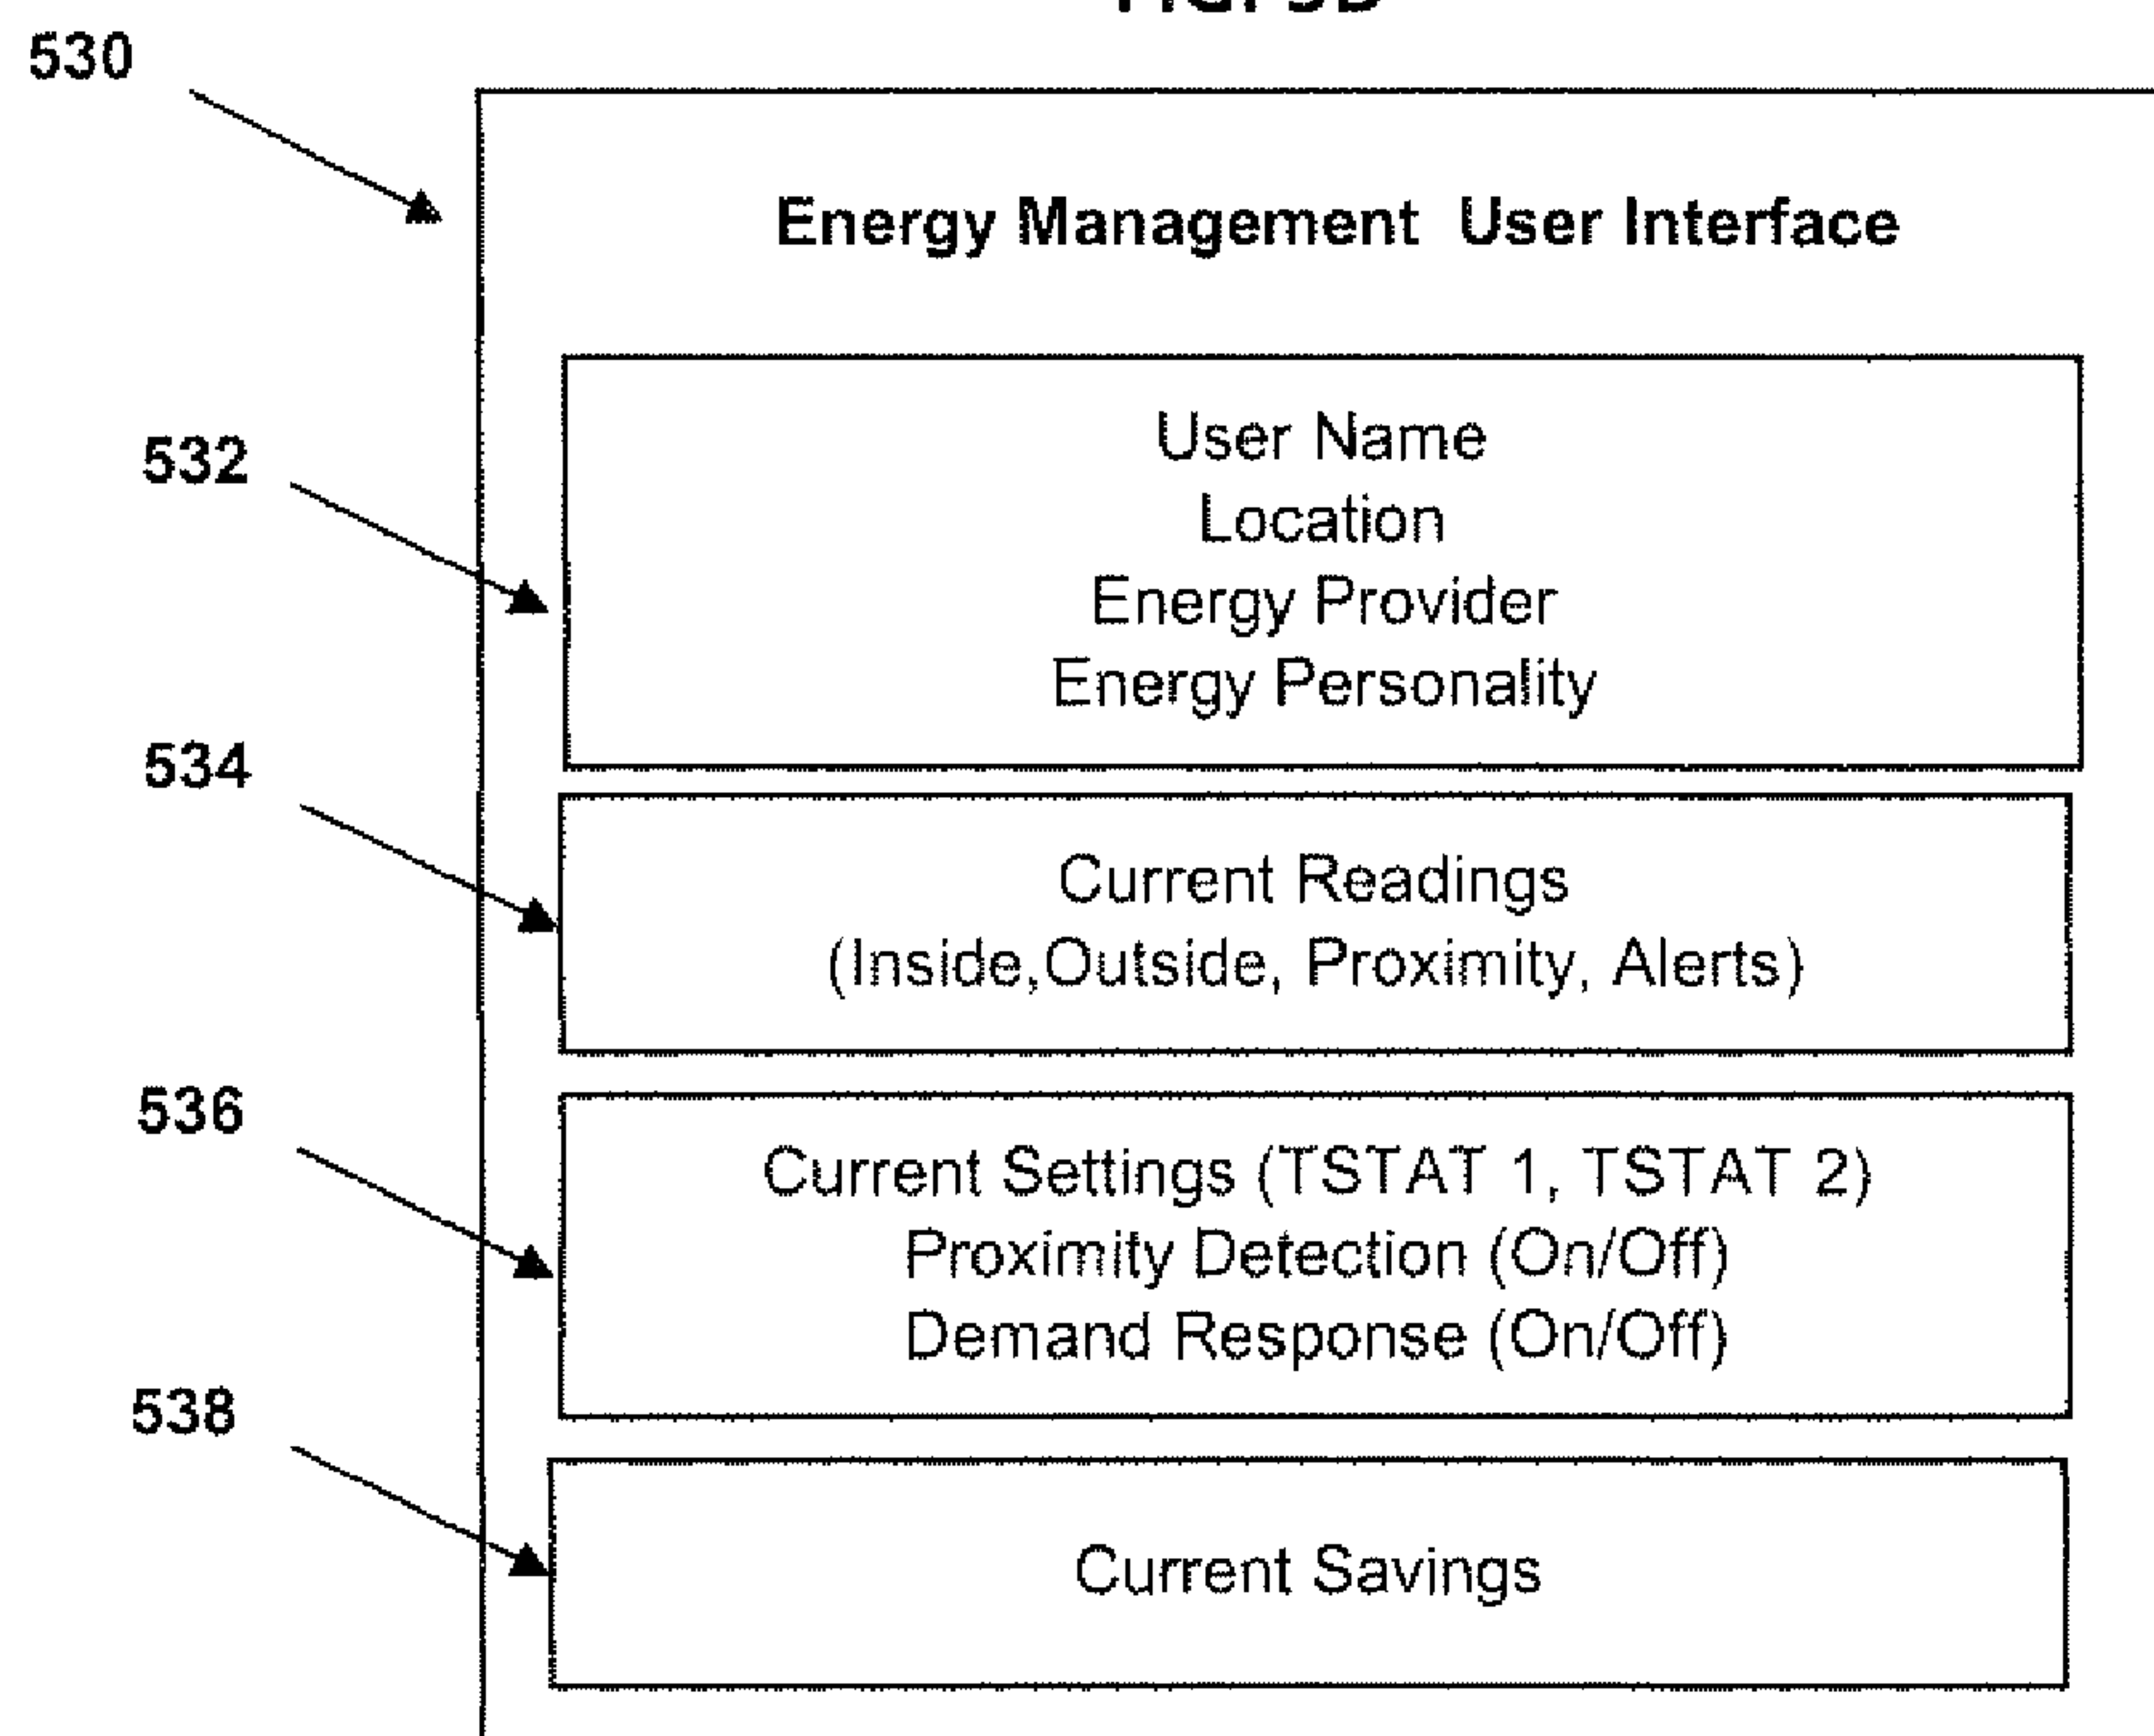 530
Energy Management User Interface
532
User Name
Location
Energy Provider
Energy Personality
534
Current Readings
(Inside,Outside, Proximity, Alerts)
536
Current Settings (TSTAT 1, TSTAT 2)
Proximity Detection (On/Off)
Demand Response (On/Off)
538
Current Savings